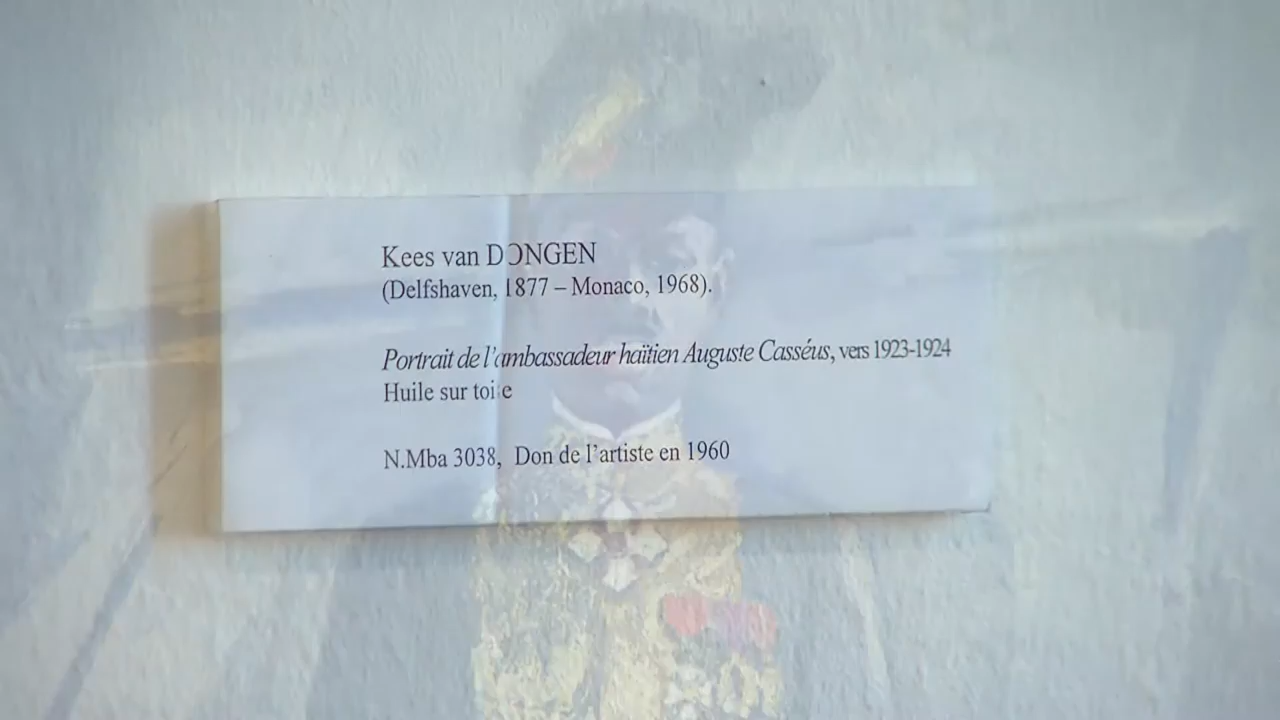 Kees van DONGEN
(Delfshaven, 1877 – Monaco, 1968).
Portrait de l'ambassadeur haïtien Auguste Casséus, vers 1923-1924
Huile sur toile
N.Mba 3038, Don de l'artiste en 1960